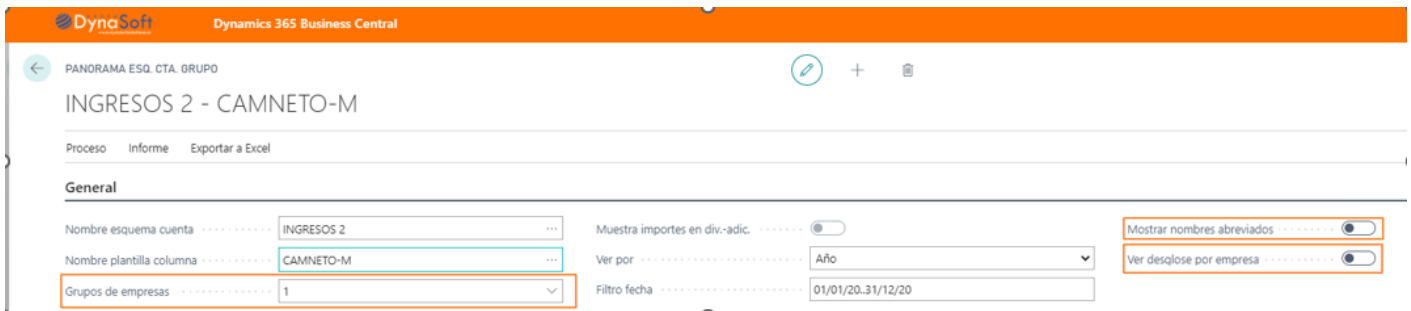 DynaSoft Dynamics 365 Business Central
PANORAMA ESQ. CTA. GRUPO
INGRESOS 2 - CAMNETO-M
Proceso Informe Exportar a Excel
General
Nombre esquema cuenta INGRESOS 2 ... Muestra importes en div.-adic. Mostrar nombres abreviados
Nombre plantilla columna CAMNETO-M ... Ver por Año Ver desglose por empresa
Grupos de empresas 1 Filtro fecha 01/01/20..31/12/20